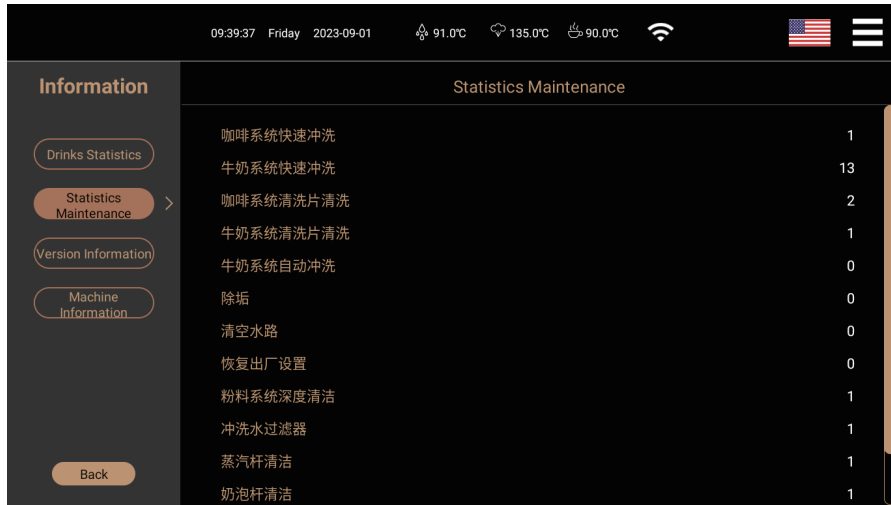 09:39:37 Friday 2023-09-01 91.0℃ 135.0℃ 90.0℃
Information
Statistics Maintenance
Drinks Statistics
Statistics
Maintenance
Version Information
Machine
Information
Back
咖啡系统快速冲洗 1
牛奶系统快速冲洗 13
咖啡系统清洗片清洗 2
牛奶系统清洗片清洗 1
牛奶系统自动冲洗 0
除垢 0
清空水路 0
恢复出厂设置 0
粉料系统深度清洁 1
冲洗水过滤器 1
蒸汽杆清洁 1
奶泡杆清洁 1